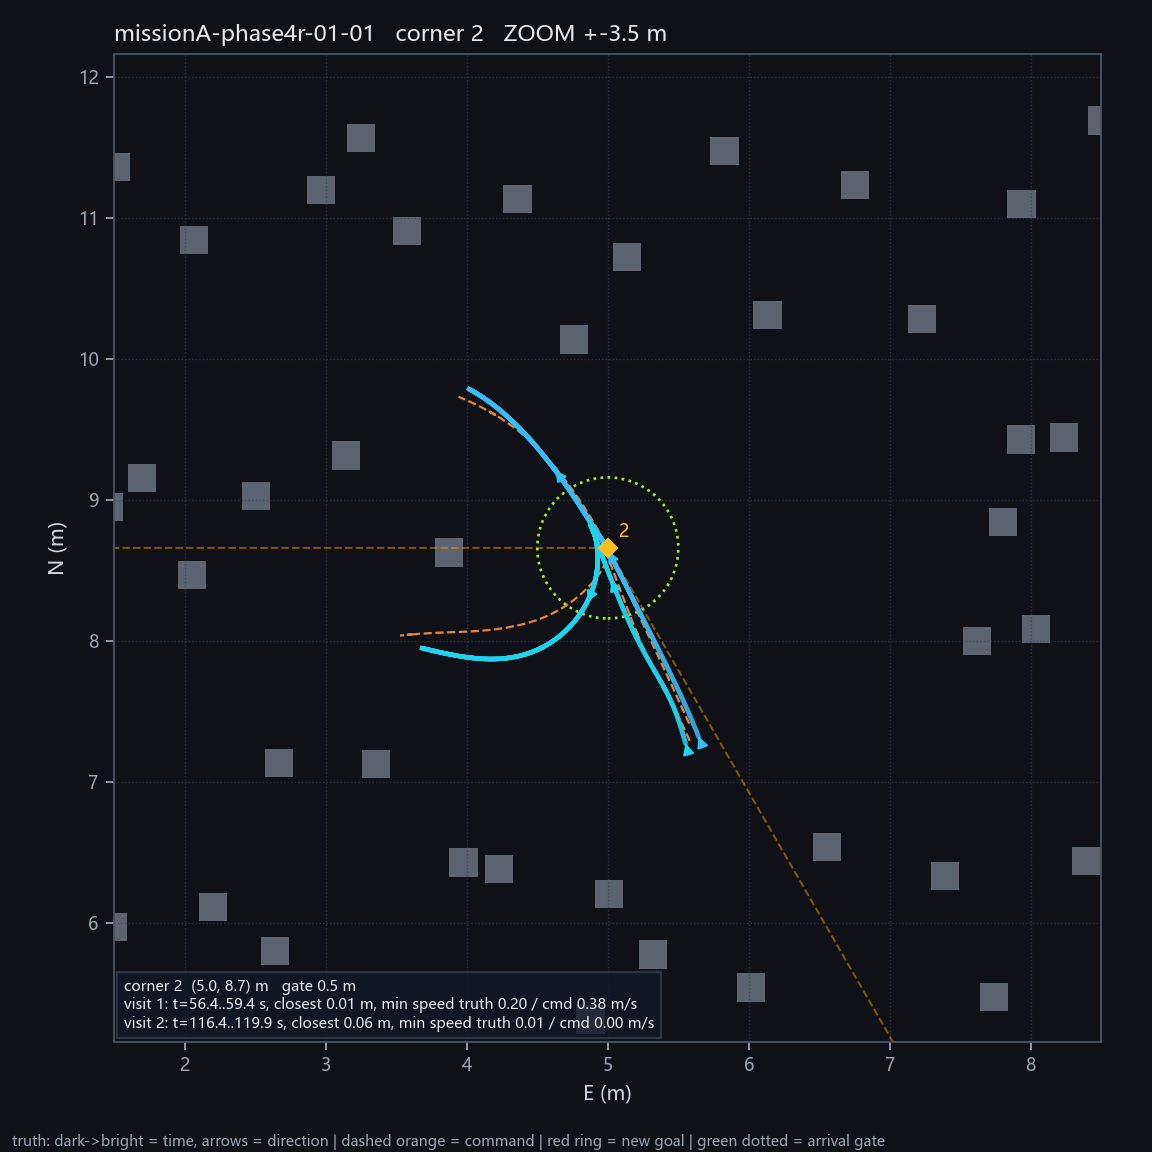 missionA-phase4r-01-01   corner 2   ZOOM +-3.5 m
12
11
10
9
8
7
6
N (m)
2
corner 2  (5.0, 8.7) m   gate 0.5 m
visit 1: t=56.4..59.4 s, closest 0.01 m, min speed truth 0.20 / cmd 0.38 m/s
visit 2: t=116.4..119.9 s, closest 0.06 m, min speed truth 0.01 / cmd 0.00 m/s
2 3 4 5 6 7 8
E (m)
truth: dark->bright = time, arrows = direction | dashed orange = command | red ring = new goal | green dotted = arrival gate